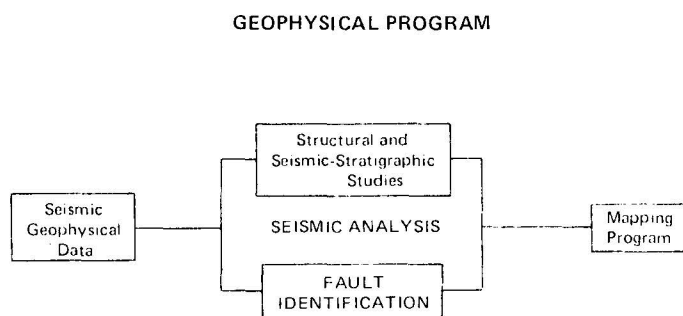 GEOPHYSICAL PROGRAM
Structural and
Seismic-Stratigraphic
Studies
Seismic
Geophysical
Data
SEISMIC ANALYSIS
Mapping
Program
FAULT
IDENTIFICATION